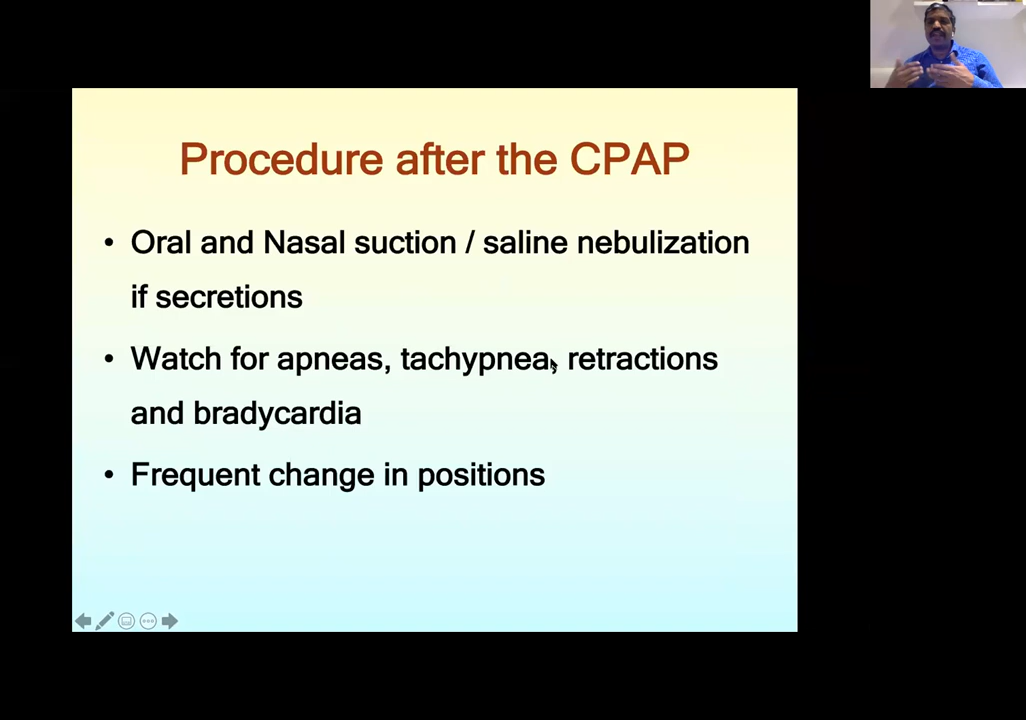 Procedure after the CPAP
• Oral and Nasal suction / saline nebulization
if secretions
• Watch for apneas, tachypnea, retractions
and bradycardia
• Frequent change in positions